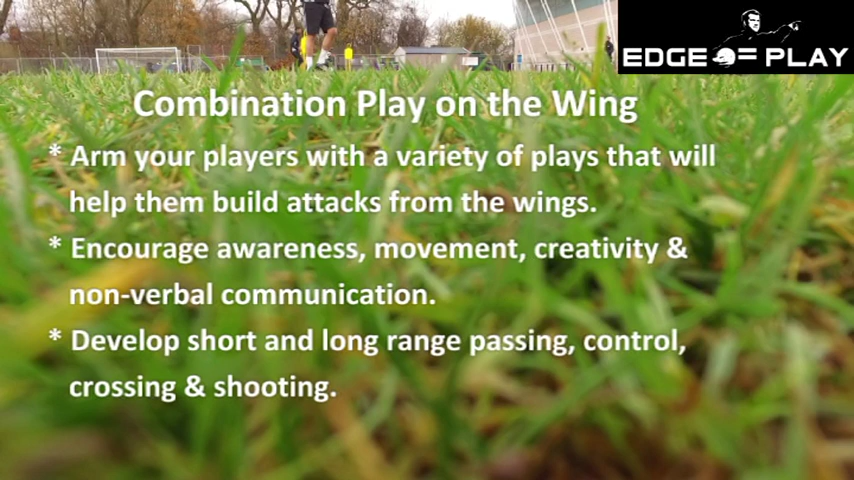 EDGE OF PLAY
Combination Play on the Wing
* Arm your players with a variety of plays that will
help them build attacks from the wings.
* Encourage awareness, movement, creativity &
non-verbal communication.
* Develop short and long range passing, control,
crossing & shooting.